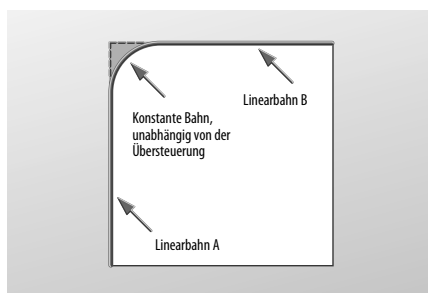 Linearbahn B
Konstante Bahn,
unabhängig von der
Übersteuerung
Linearbahn A